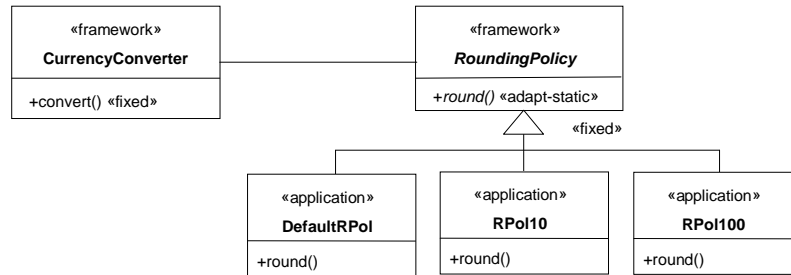 «framework»
CurrencyConverter
+convert() «fixed»
«framework»
RoundingPolicy
+round() «adapt-static»
«fixed»
«application»
DefaultRPol
+round()
«application»
RPol10
+round()
«application»
RPol100
+round()